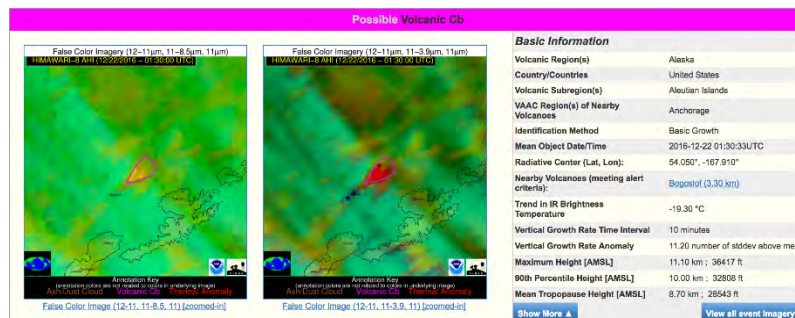 Possible Volcanic Cb
False Color Imagery (12-11µm, 11-8.5µm, 11µm)
HIMAWARI-8 AHI (12/22/2016 - 01:30:00 UTC)
Annotation Key
(annotation colors are not related to colors in underlying image)
Ash/Dust Cloud Volcanic Cb Thermal Anomaly
False Color Image (12-11, 11-8.5, 11) [zoomed-in]
False Color Imagery (12-11µm, 11-3.9µm, 11µm)
HIMAWARI-8 AHI (12/22/2016 - 01:30:00 UTC)
Annotation Key
(annotation colors are not related to colors in underlying image)
Ash/Dust Cloud Volcanic Cb Thermal Anomaly
False Color Image (12-11, 11-3.9, 11) [zoomed-in]
Basic Information
Volcanic Region(s) Alaska
Country/Countries United States
Volcanic Subregion(s) Aleutian Islands
VAAC Region(s) of Nearby
Volcanoes Anchorage
Identification Method Basic Growth
Mean Object Date/Time 2016-12-22 01:30:33UTC
Radiative Center (Lat, Lon): 54.050°, -167.910°
Nearby Volcanoes (meeting alert
criteria): Bogoslof (3.30 km)
Trend in IR Brightness
Temperature -19.30 °C
Vertical Growth Rate Time Interval 10 minutes
Vertical Growth Rate Anomaly 11.20 number of stddev above me
Maximum Height [AMSL] 11.10 km ; 36417 ft
90th Percentile Height [AMSL] 10.00 km ; 32808 ft
Mean Tropopause Height [AMSL] 8.70 km ; 28543 ft
Show More ▲ View all event Imagery